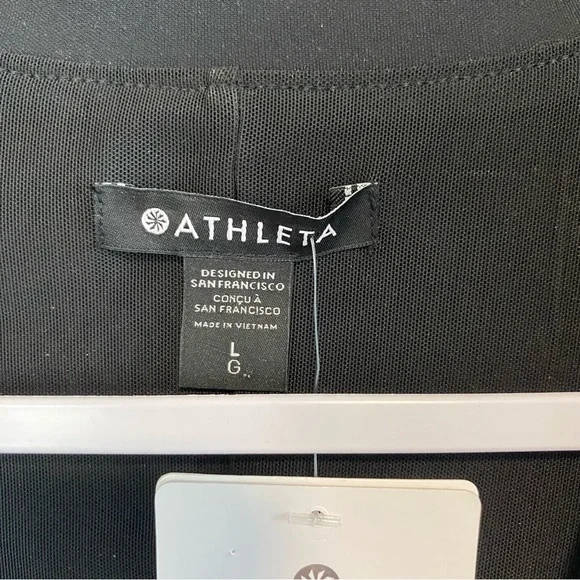 ATHLETA
DESIGNED IN
SAN FRANCISCO
CONÇU À
SAN FRANCISCO
MADE IN VIETNAM
L
G